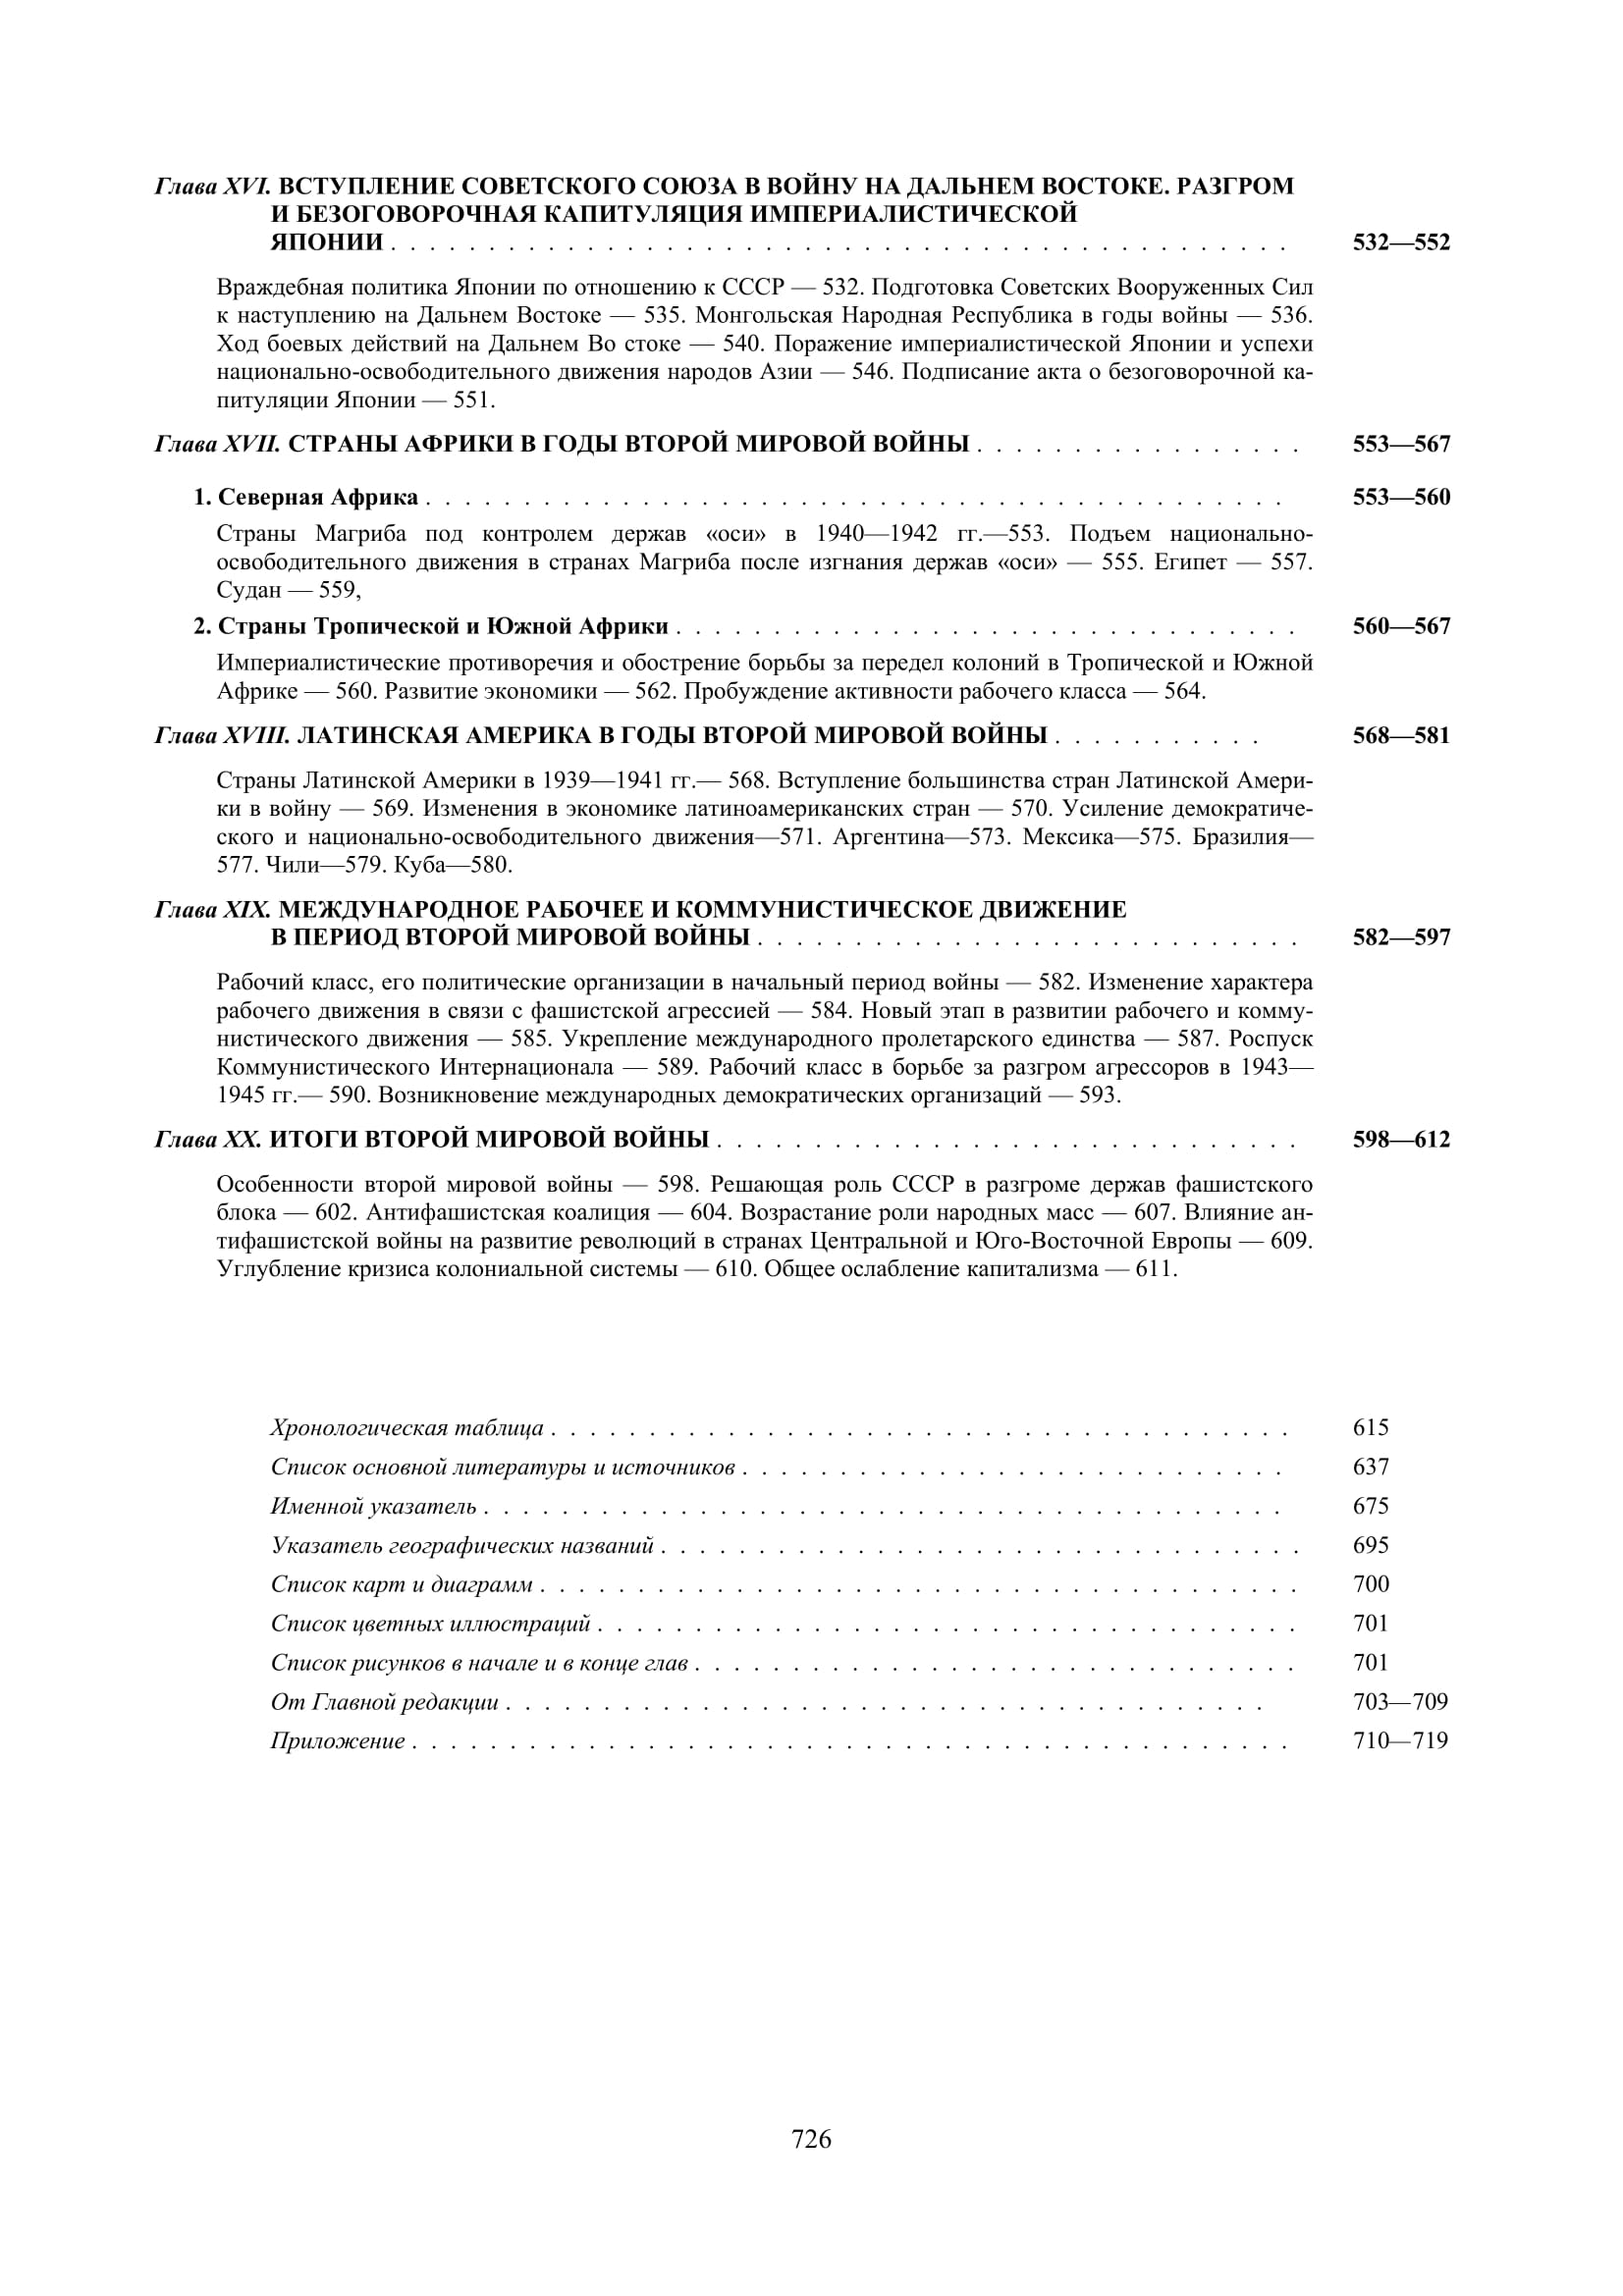 Глава XVI. ВСТУПЛЕНИЕ СОВЕТСКОГО СОЮЗА В ВОЙНУ НА ДАЛЬНЕМ ВОСТОКЕ. РАЗГРОМ
И БЕЗОГОВОРОЧНАЯ КАПИТУЛЯЦИЯ ИМПЕРИАЛИСТИЧЕСКОЙ
ЯПОНИИ . . . . . . . . . . . . . . . . . . . . . . . . . . . . . . . . . . . . . . . . . . . . . . 532—552
Враждебная политика Японии по отношению к СССР — 532. Подготовка Советских Вооруженных Сил
к наступлению на Дальнем Востоке — 535. Монгольская Народная Республика в годы войны — 536.
Ход боевых действий на Дальнем Во стоке — 540. Поражение империалистической Японии и успехи
национально-освободительного движения народов Азии — 546. Подписание акта о безоговорочной ка-
питуляции Японии — 551.
Глава XVII. СТРАНЫ АФРИКИ В ГОДЫ ВТОРОЙ МИРОВОЙ ВОЙНЫ . . . . . . . . . . . . . . . . . 553—567
1. Северная Африка . . . . . . . . . . . . . . . . . . . . . . . . . . . . . . . . . . . . . . . . . . . . 553—560
Страны Магриба под контролем держав «оси» в 1940—1942 гг.—553. Подъем национально-
освободительного движения в странах Магриба после изгнания держав «оси» — 555. Египет — 557.
Судан — 559,
2. Страны Тропической и Южной Африки . . . . . . . . . . . . . . . . . . . . . . . . . . . . . . . . 560—567
Империалистические противоречия и обострение борьбы за передел колоний в Тропической и Южной
Африке — 560. Развитие экономики — 562. Пробуждение активности рабочего класса — 564.
Глава XVIII. ЛАТИНСКАЯ АМЕРИКА В ГОДЫ ВТОРОЙ МИРОВОЙ ВОЙНЫ . . . . . . . . . . . 568—581
Страны Латинской Америки в 1939—1941 гг.— 568. Вступление большинства стран Латинской Амери-
ки в войну — 569. Изменения в экономике латиноамериканских стран — 570. Усиление демократиче-
ского и национально-освободительного движения—571. Аргентина—573. Мексика—575. Бразилия—
577. Чили—579. Куба—580.
Глава XIX. МЕЖДУНАРОДНОЕ РАБОЧЕЕ И КОММУНИСТИЧЕСКОЕ ДВИЖЕНИЕ
В ПЕРИОД ВТОРОЙ МИРОВОЙ ВОЙНЫ . . . . . . . . . . . . . . . . . . . . . . . . . . . . 582—597
Рабочий класс, его политические организации в начальный период войны — 582. Изменение характера
рабочего движения в связи с фашистской агрессией — 584. Новый этап в развитии рабочего и комму-
нистического движения — 585. Укрепление международного пролетарского единства — 587. Роспуск
Коммунистического Интернационала — 589. Рабочий класс в борьбе за разгром агрессоров в 1943—
1945 гг.— 590. Возникновение международных демократических организаций — 593.
Глава XX. ИТОГИ ВТОРОЙ МИРОВОЙ ВОЙНЫ . . . . . . . . . . . . . . . . . . . . . . . . . . . . . . 598—612
Особенности второй мировой войны — 598. Решающая роль СССР в разгроме держав фашистского
блока — 602. Антифашистская коалиция — 604. Возрастание роли народных масс — 607. Влияние ан-
тифашистской войны на развитие революций в странах Центральной и Юго-Восточной Европы — 609.
Углубление кризиса колониальной системы — 610. Общее ослабление капитализма — 611.
Хронологическая таблица . . . . . . . . . . . . . . . . . . . . . . . . . . . . . . . . . . . . . . 615
Список основной литературы и источников . . . . . . . . . . . . . . . . . . . . . . . . . . . . 637
Именной указатель . . . . . . . . . . . . . . . . . . . . . . . . . . . . . . . . . . . . . . . . . 675
Указатель географических названий . . . . . . . . . . . . . . . . . . . . . . . . . . . . . . . . . 695
Список карт и диаграмм . . . . . . . . . . . . . . . . . . . . . . . . . . . . . . . . . . . . . . . 700
Список цветных иллюстраций . . . . . . . . . . . . . . . . . . . . . . . . . . . . . . . . . . . . 701
Список рисунков в начале и в конце глав . . . . . . . . . . . . . . . . . . . . . . . . . . . . . . . 701
От Главной редакции . . . . . . . . . . . . . . . . . . . . . . . . . . . . . . . . . . . . . . . 703—709
Приложение . . . . . . . . . . . . . . . . . . . . . . . . . . . . . . . . . . . . . . . . . . . . . 710—719
726